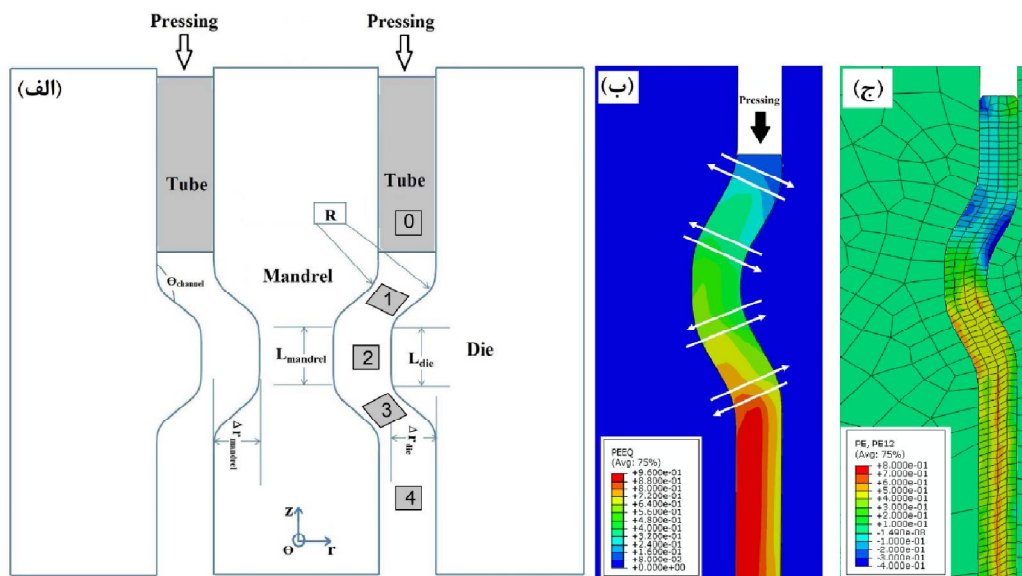 Pressing
Pressing
(الف)
Tube
Tube
0
R
Mandrel
Θchannel
1
Lmandrel
2
Ldie
Die
3
Δrmandrel
Δrdie
4
Z
Θ
r
(ب)
Pressing
PEEQ
(Avg: 75%)
+9.600e-01
+8.800e-01
+8.000e-01
+7.200e-01
+6.400e-01
+5.600e-01
+4.800e-01
+4.000e-01
+3.200e-01
+2.400e-01
+1.600e-01
+8.000e-02
+0.000e+00
(ج)
PE, PE12
(Avg: 75%)
+8.000e-01
+7.000e-01
+6.000e-01
+5.000e-01
+4.000e-01
+3.000e-01
+2.000e-01
+1.000e-01
-1.490e-08
-1.000e-01
-2.000e-01
-3.000e-01
-4.000e-01